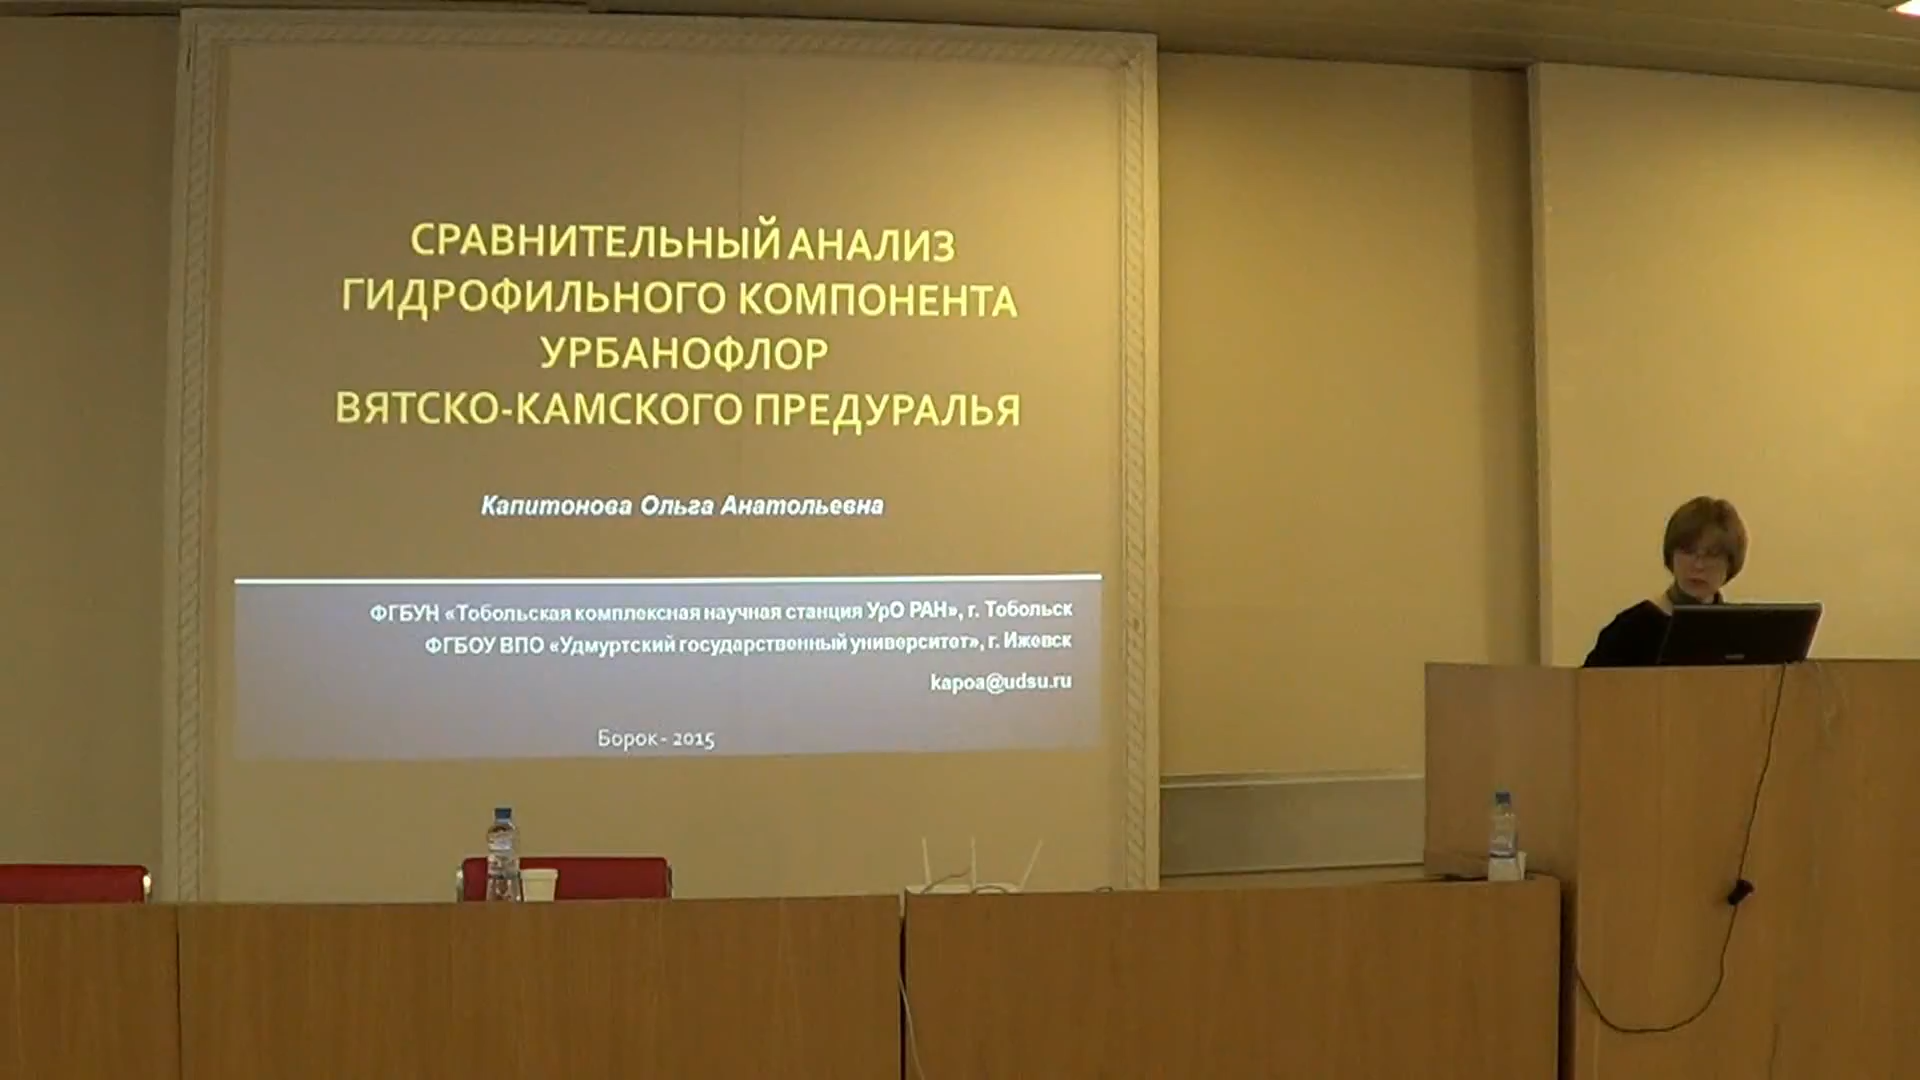 СРАВНИТЕЛЬНЫЙ АНАЛИЗ
ГИДРОФИЛЬНОГО КОМПОНЕНТА
УРБАНОФЛОР
ВЯТСКО-КАМСКОГО ПРЕДУРАЛЬЯ
Капитонова Ольга Анатольевна
ФГБУН «Тобольская комплексная научная станция УрО РАН», г. Тобольск
ФГБОУ ВПО «Удмуртский государственный университет», г. Ижевск
kapoa@udsu.ru
Борок - 2015